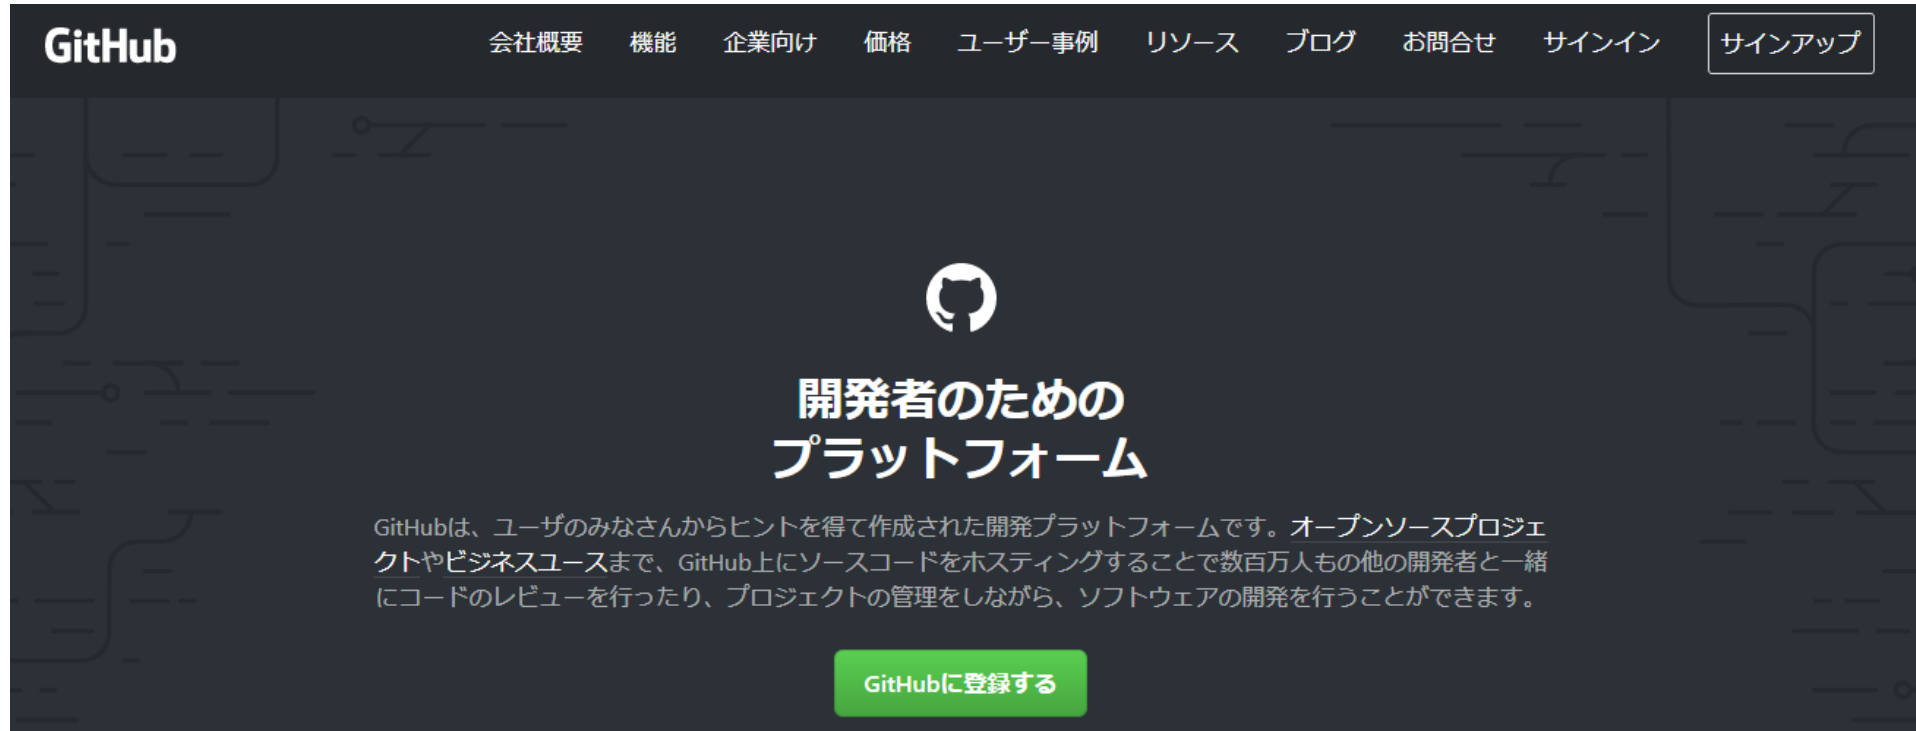 GitHub 会社概要 機能 企業向け 価格 ユーザー事例 リソース ブログ お問合せ サインイン サインアップ
開発者のための
プラットフォーム
GitHubは、ユーザのみなさんからヒントを得て作成された開発プラットフォームです。オープンソースプロジェ
クトやビジネスユースまで、GitHub上にソースコードをホスティングすることで数百万人もの他の開発者と一緒
にコードのレビューを行ったり、プロジェクトの管理をしながら、ソフトウェアの開発を行うことができます。
GitHubに登録する